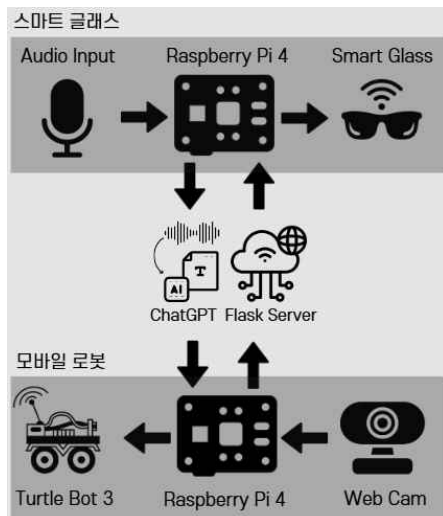 스마트 글래스
Audio Input Raspberry Pi 4 Smart Glass
T
AI
ChatGPT Flask Server
모바일 로봇
Turtle Bot 3 Raspberry Pi 4 Web Cam